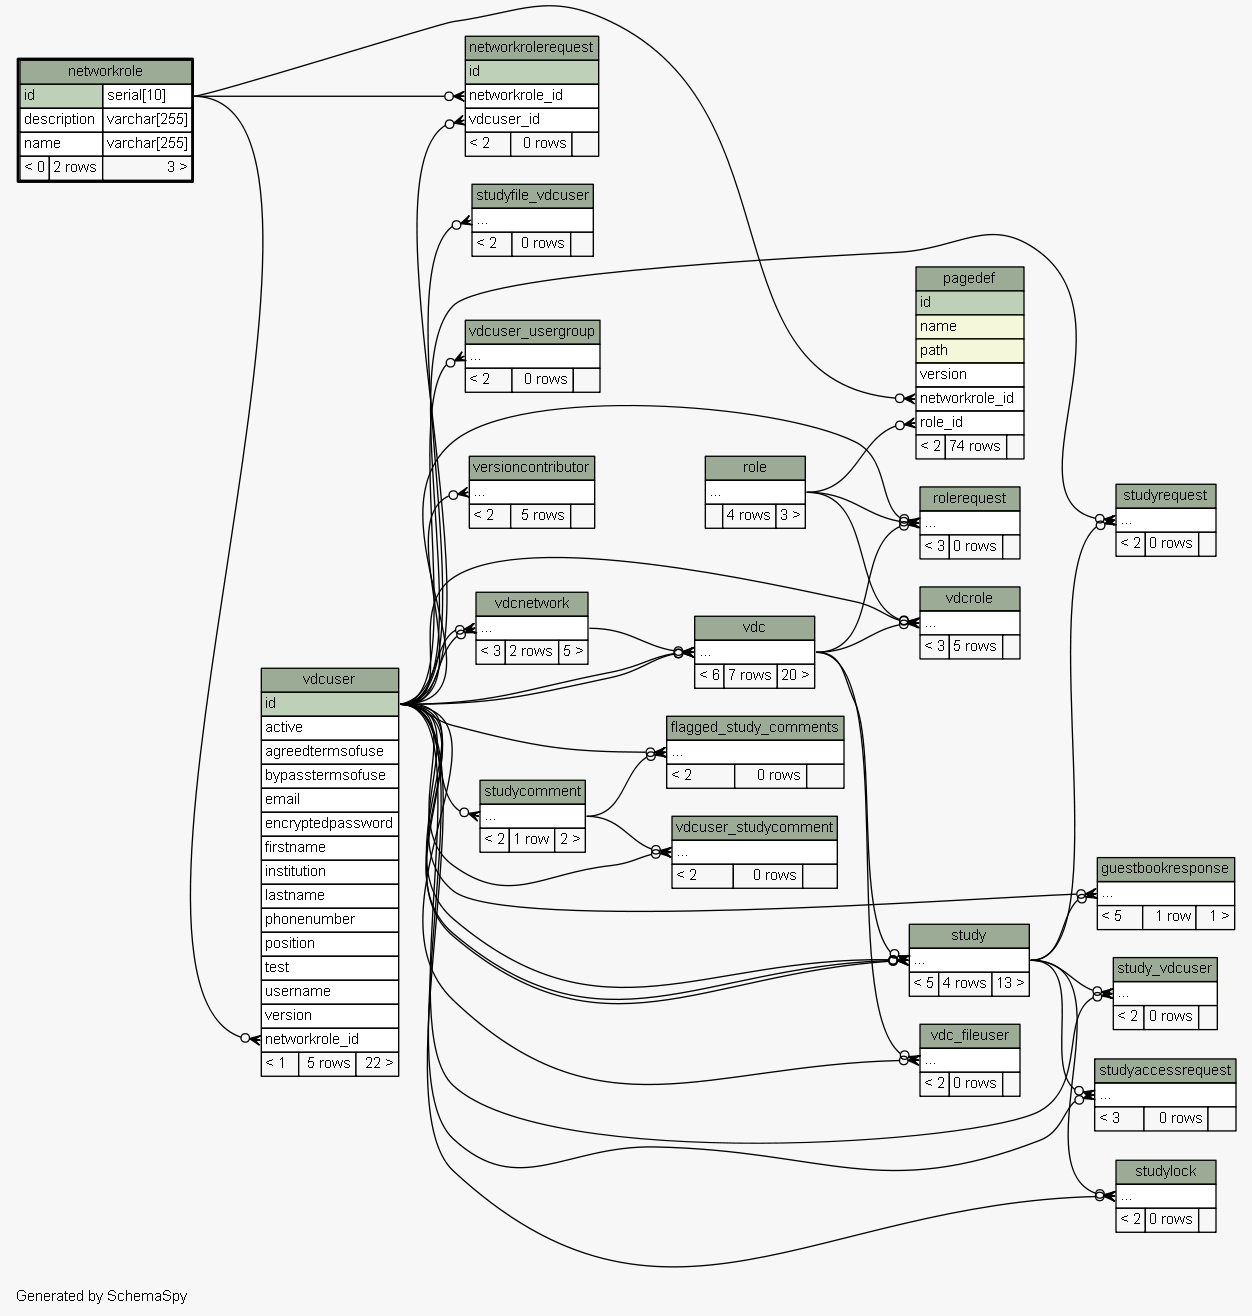 networkrole
id serial[10]
description varchar[255]
name varchar[255]
< 0 2 rows 3 >
networkrolerequest
id
networkrole_id
vdcuser_id
< 2 0 rows
studyfile_vdcuser
...
< 2 0 rows
vdcuser_usergroup
...
< 2 0 rows
versioncontributor
...
< 2 5 rows
vdcnetwork
...
< 3 2 rows 5 >
vdcuser
id
active
agreedtermsofuse
bypasstermsofuse
email
encryptedpassword
firstname
institution
lastname
phonenumber
position
test
username
version
networkrole_id
< 1 5 rows 22 >
studycomment
...
< 2 1 row 2 >
role
...
4 rows 3 >
vdc
...
< 6 7 rows 20 >
flagged_study_comments
...
< 2 0 rows
vdcuser_studycomment
...
< 2 0 rows
pagedef
id
name
path
version
networkrole_id
role_id
< 2 74 rows
rolerequest
...
< 3 0 rows
vdcrole
...
< 3 5 rows
study
...
< 5 4 rows 13 >
vdc_fileuser
...
< 2 0 rows
studyrequest
...
< 2 0 rows
guestbookresponse
...
< 5 1 row 1 >
study_vdcuser
...
< 2 0 rows
studyaccessrequest
...
< 3 0 rows
studylock
...
< 2 0 rows
Generated by SchemaSpy